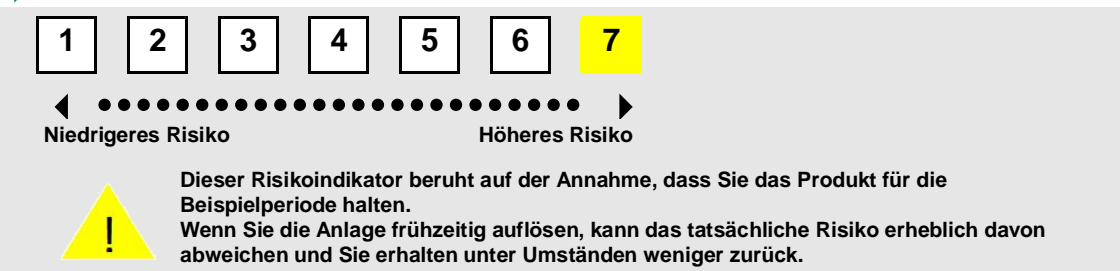 1 2 3 4 5 6 7
Niedrigeres Risiko Höheres Risiko
Dieser Risikoindikator beruht auf der Annahme, dass Sie das Produkt für die
Beispielperiode halten.
Wenn Sie die Anlage frühzeitig auflösen, kann das tatsächliche Risiko erheblich davon
abweichen und Sie erhalten unter Umständen weniger zurück.
!